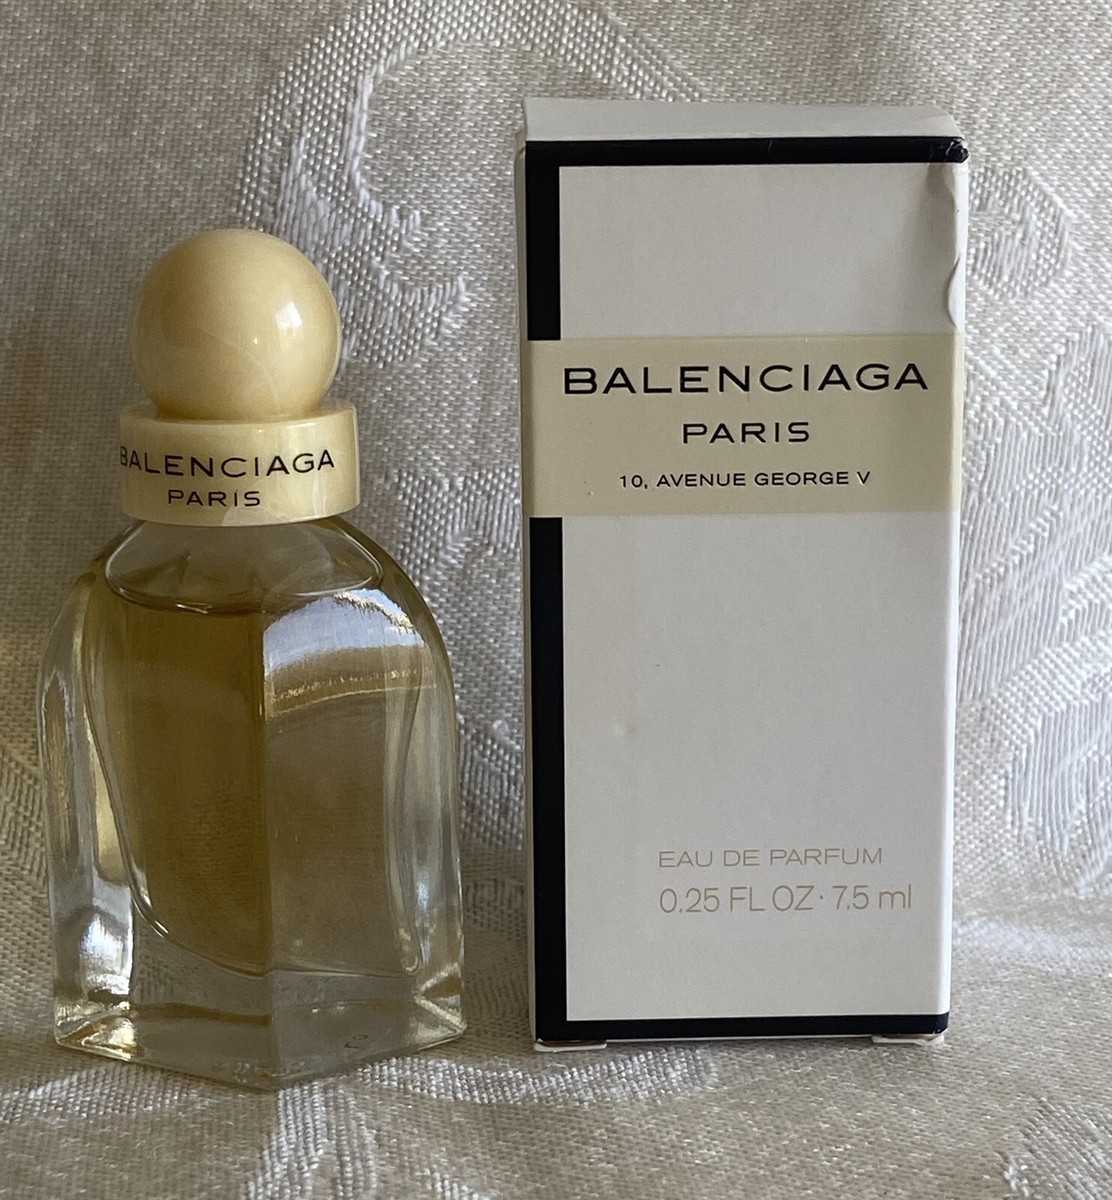 BALENCIAGA
PARIS
BALENCIAGA
PARIS
10, AVENUE GEORGE V
EAU DE PARFUM
0.25 FL OZ · 7.5 ml